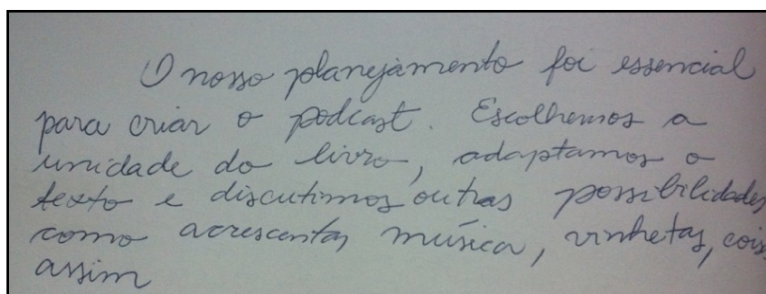 O nosso planejamento foi essencial
para criar o podcast. Escolhemos a
unidade do livro, adaptamos o
texto e discutimos outras possibilidades
como acrescentar música, vinhetas,
assim